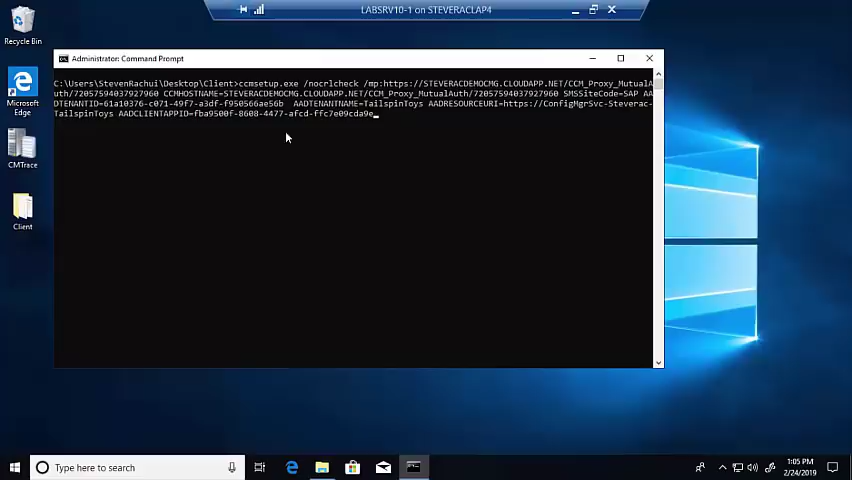 LABSRV10-1 on STEVERACLAP4
Recycle Bin
Microsoft
Edge
CMTrace
Client
Administrator: Command Prompt
C:\Users\StevenRachui\Desktop\Client>ccmsetup.exe /nocrlcheck /mp:https://STEVERACDEMOCMG.CLOUDAPP.NET/CCM_Proxy_MutualA
uth/72057594037927960 CCMHOSTNAME=STEVERACDEMOCMG.CLOUDAPP.NET/CCM_Proxy_MutualAuth/72057594037927960 SMSSiteCode=SAP AA
DTENANTID=61a10376-c071-49f7-a3df-f950566ae56b  AADTENANTNAME=TailspinToys AADRESOURCEURI=https://ConfigMgrSvc-Steverac-
TailspinToys AADCLIENTAPPID=fba9500f-8608-4477-afcd-ffc7e09cda9e
Type here to search
1:05 PM
2/24/2019